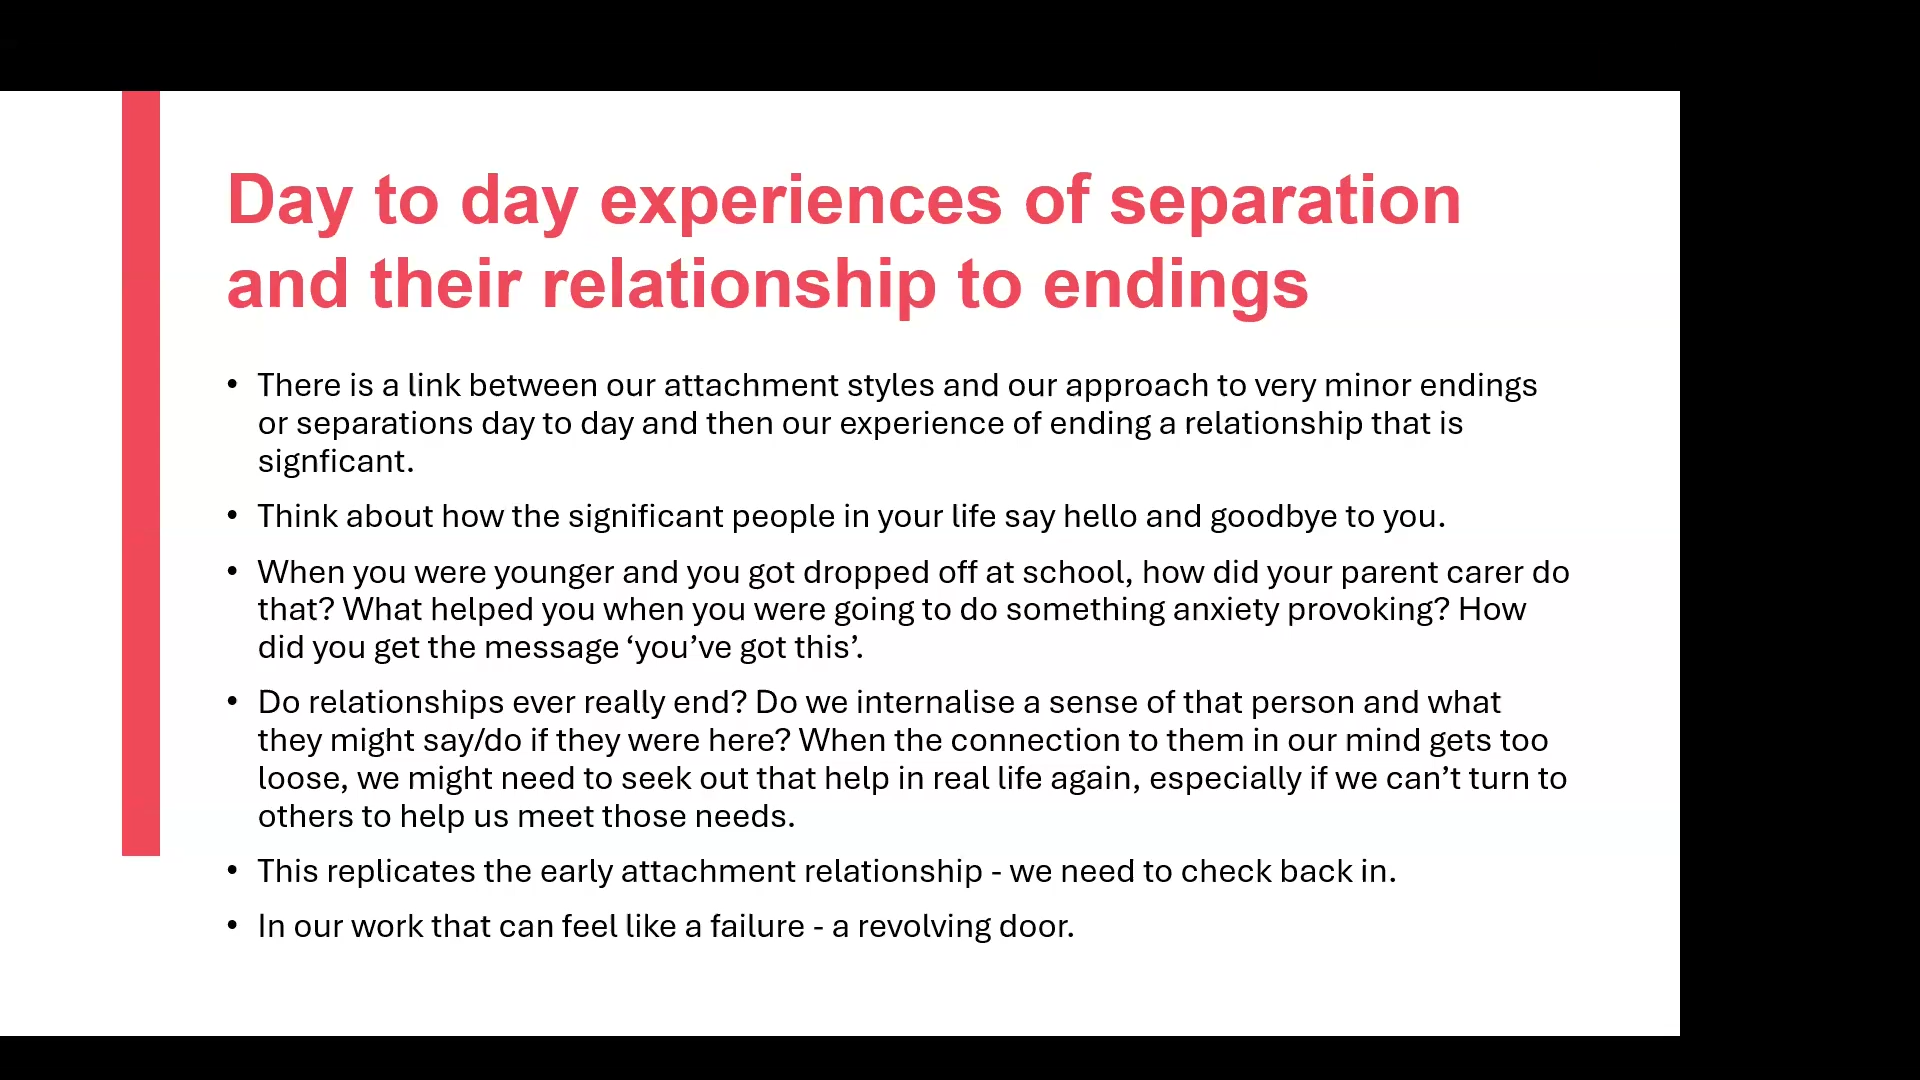 Day to day experiences of separation
and their relationship to endings
• There is a link between our attachment styles and our approach to very minor endings
or separations day to day and then our experience of ending a relationship that is
signficant.
• Think about how the significant people in your life say hello and goodbye to you.
• When you were younger and you got dropped off at school, how did your parent carer do
that? What helped you when you were going to do something anxiety provoking? How
did you get the message ‘you’ve got this’.
• Do relationships ever really end? Do we internalise a sense of that person and what
they might say/do if they were here? When the connection to them in our mind gets too
loose, we might need to seek out that help in real life again, especially if we can’t turn to
others to help us meet those needs.
• This replicates the early attachment relationship - we need to check back in.
• In our work that can feel like a failure - a revolving door.